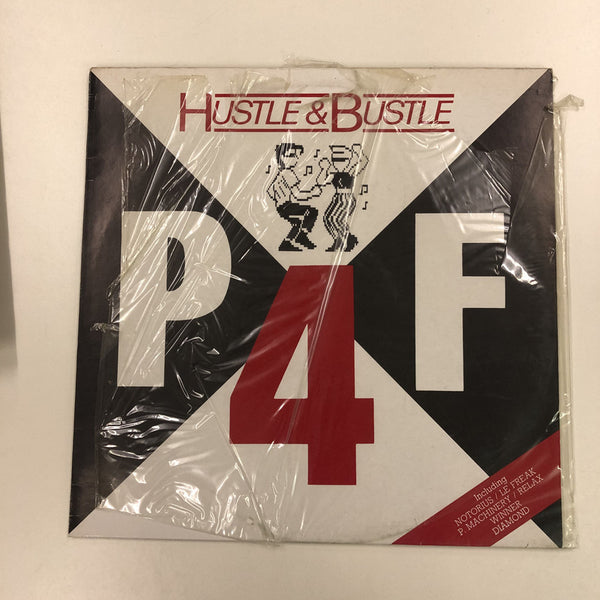 HUSTLE & BUSTLE
P4F
Including
NOTORIUS / LE FREAK
P. MACHINERY / RELAX
WINNER
DIAMOND